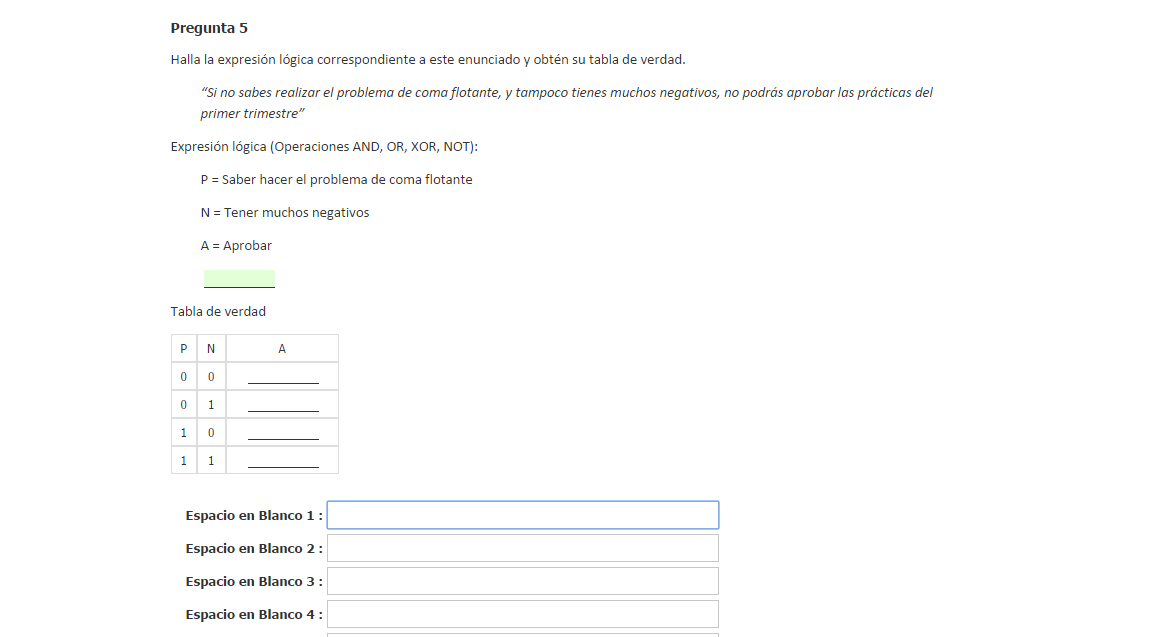 Pregunta 5
Halla la expresión lógica correspondiente a este enunciado y obtén su tabla de verdad.
“Si no sabes realizar el problema de coma flotante, y tampoco tienes muchos negativos, no podrás aprobar las prácticas del
primer trimestre”
Expresión lógica (Operaciones AND, OR, XOR, NOT):
P = Saber hacer el problema de coma flotante
N = Tener muchos negativos
A = Aprobar
Tabla de verdad
P N A
0 0
0 1
1 0
1 1
Espacio en Blanco 1 :
Espacio en Blanco 2 :
Espacio en Blanco 3 :
Espacio en Blanco 4 :